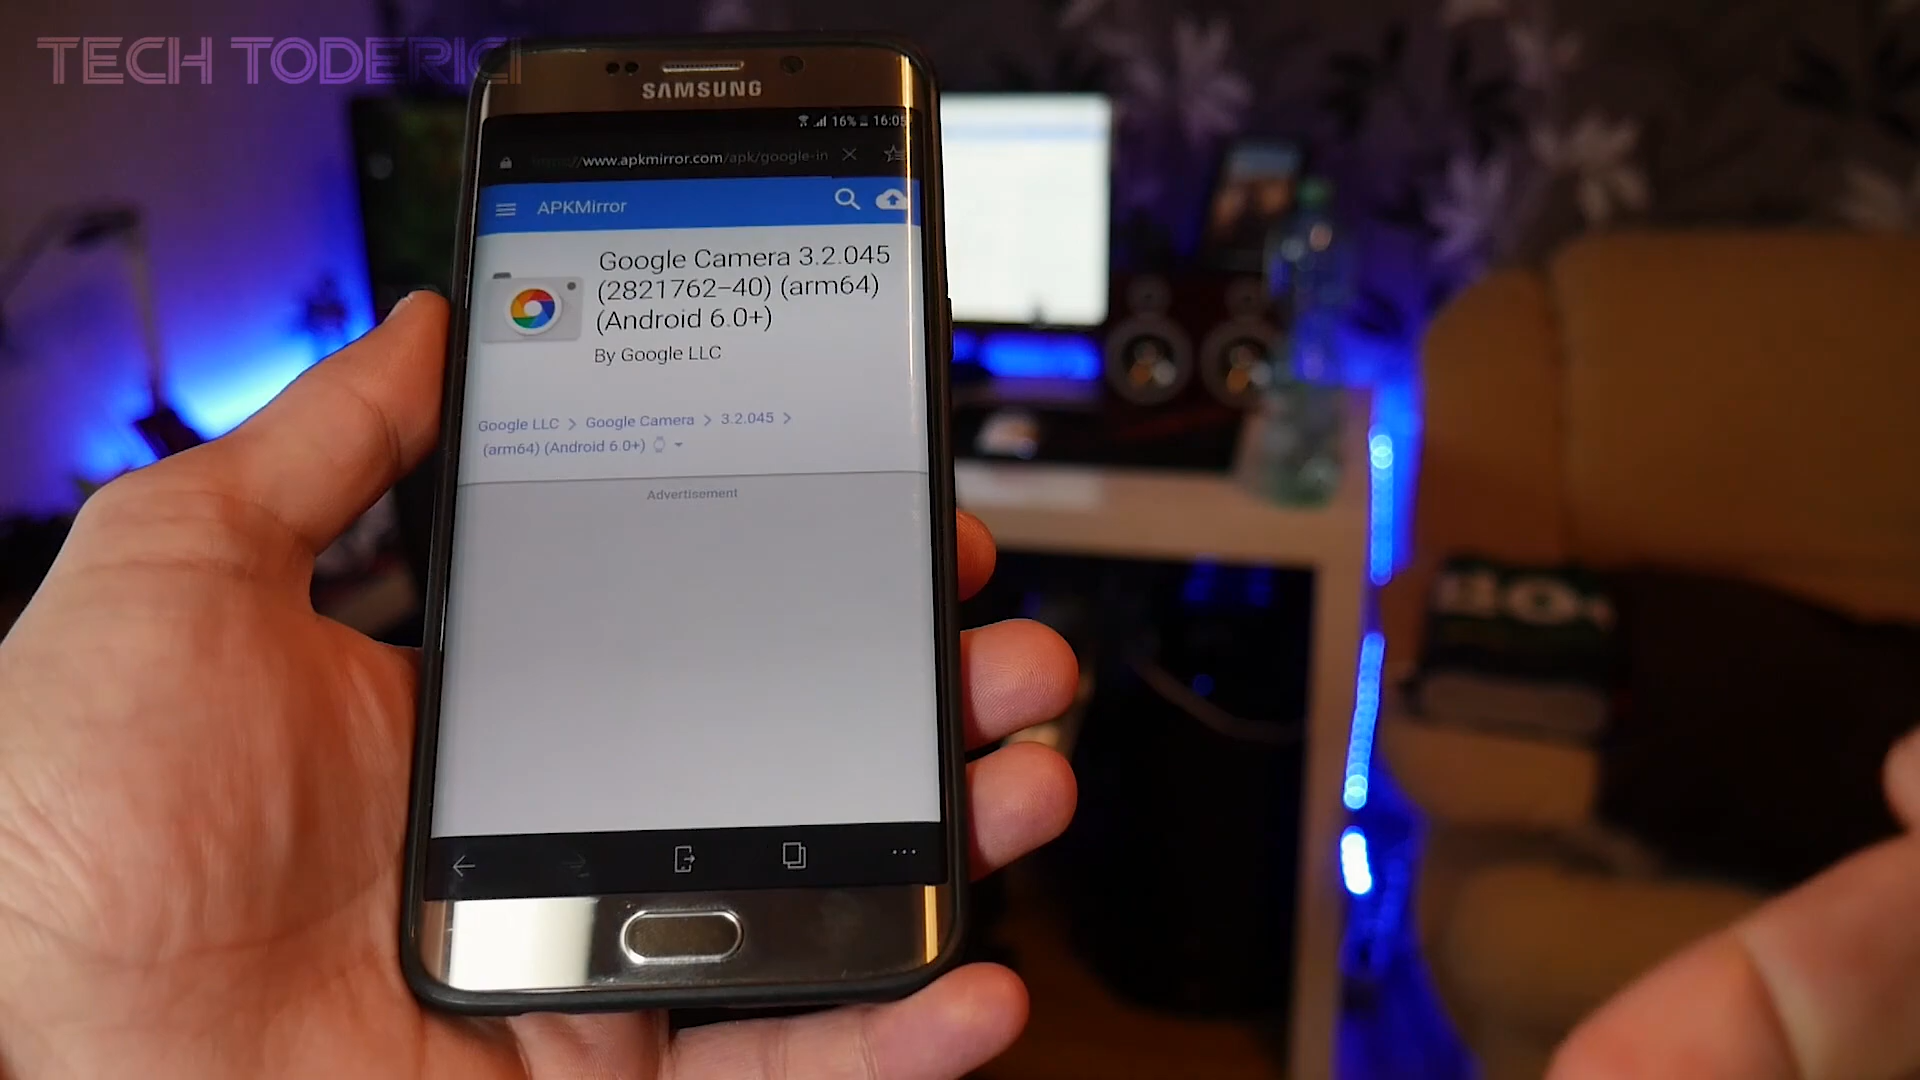 TECH TODERICI
SAMSUNG
16% 16:05
://www.apkmirror.com/apk/google-in
APKMirror
Google Camera 3.2.045
(2821762-40) (arm64)
(Android 6.0+)
By Google LLC
Google LLC > Google Camera > 3.2.045 >
(arm64) (Android 6.0+)
Advertisement